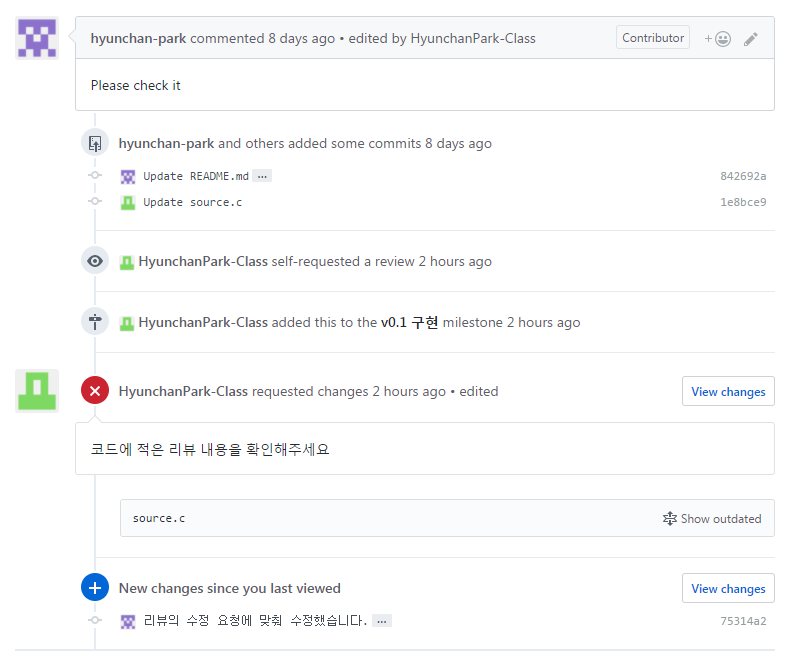 hyunchan-park commented 8 days ago • edited by HyunchanPark-Class Contributor
Please check it
hyunchan-park and others added some commits 8 days ago
Update README.md … 842692a
Update source.c 1e8bce9
HyunchanPark-Class self-requested a review 2 hours ago
HyunchanPark-Class added this to the v0.1 구현 milestone 2 hours ago
HyunchanPark-Class requested changes 2 hours ago • edited View changes
코드에 적은 리뷰 내용을 확인해주세요
source.c Show outdated
New changes since you last viewed View changes
리뷰의 수정 요청에 맞춰 수정했습니다. … 75314a2